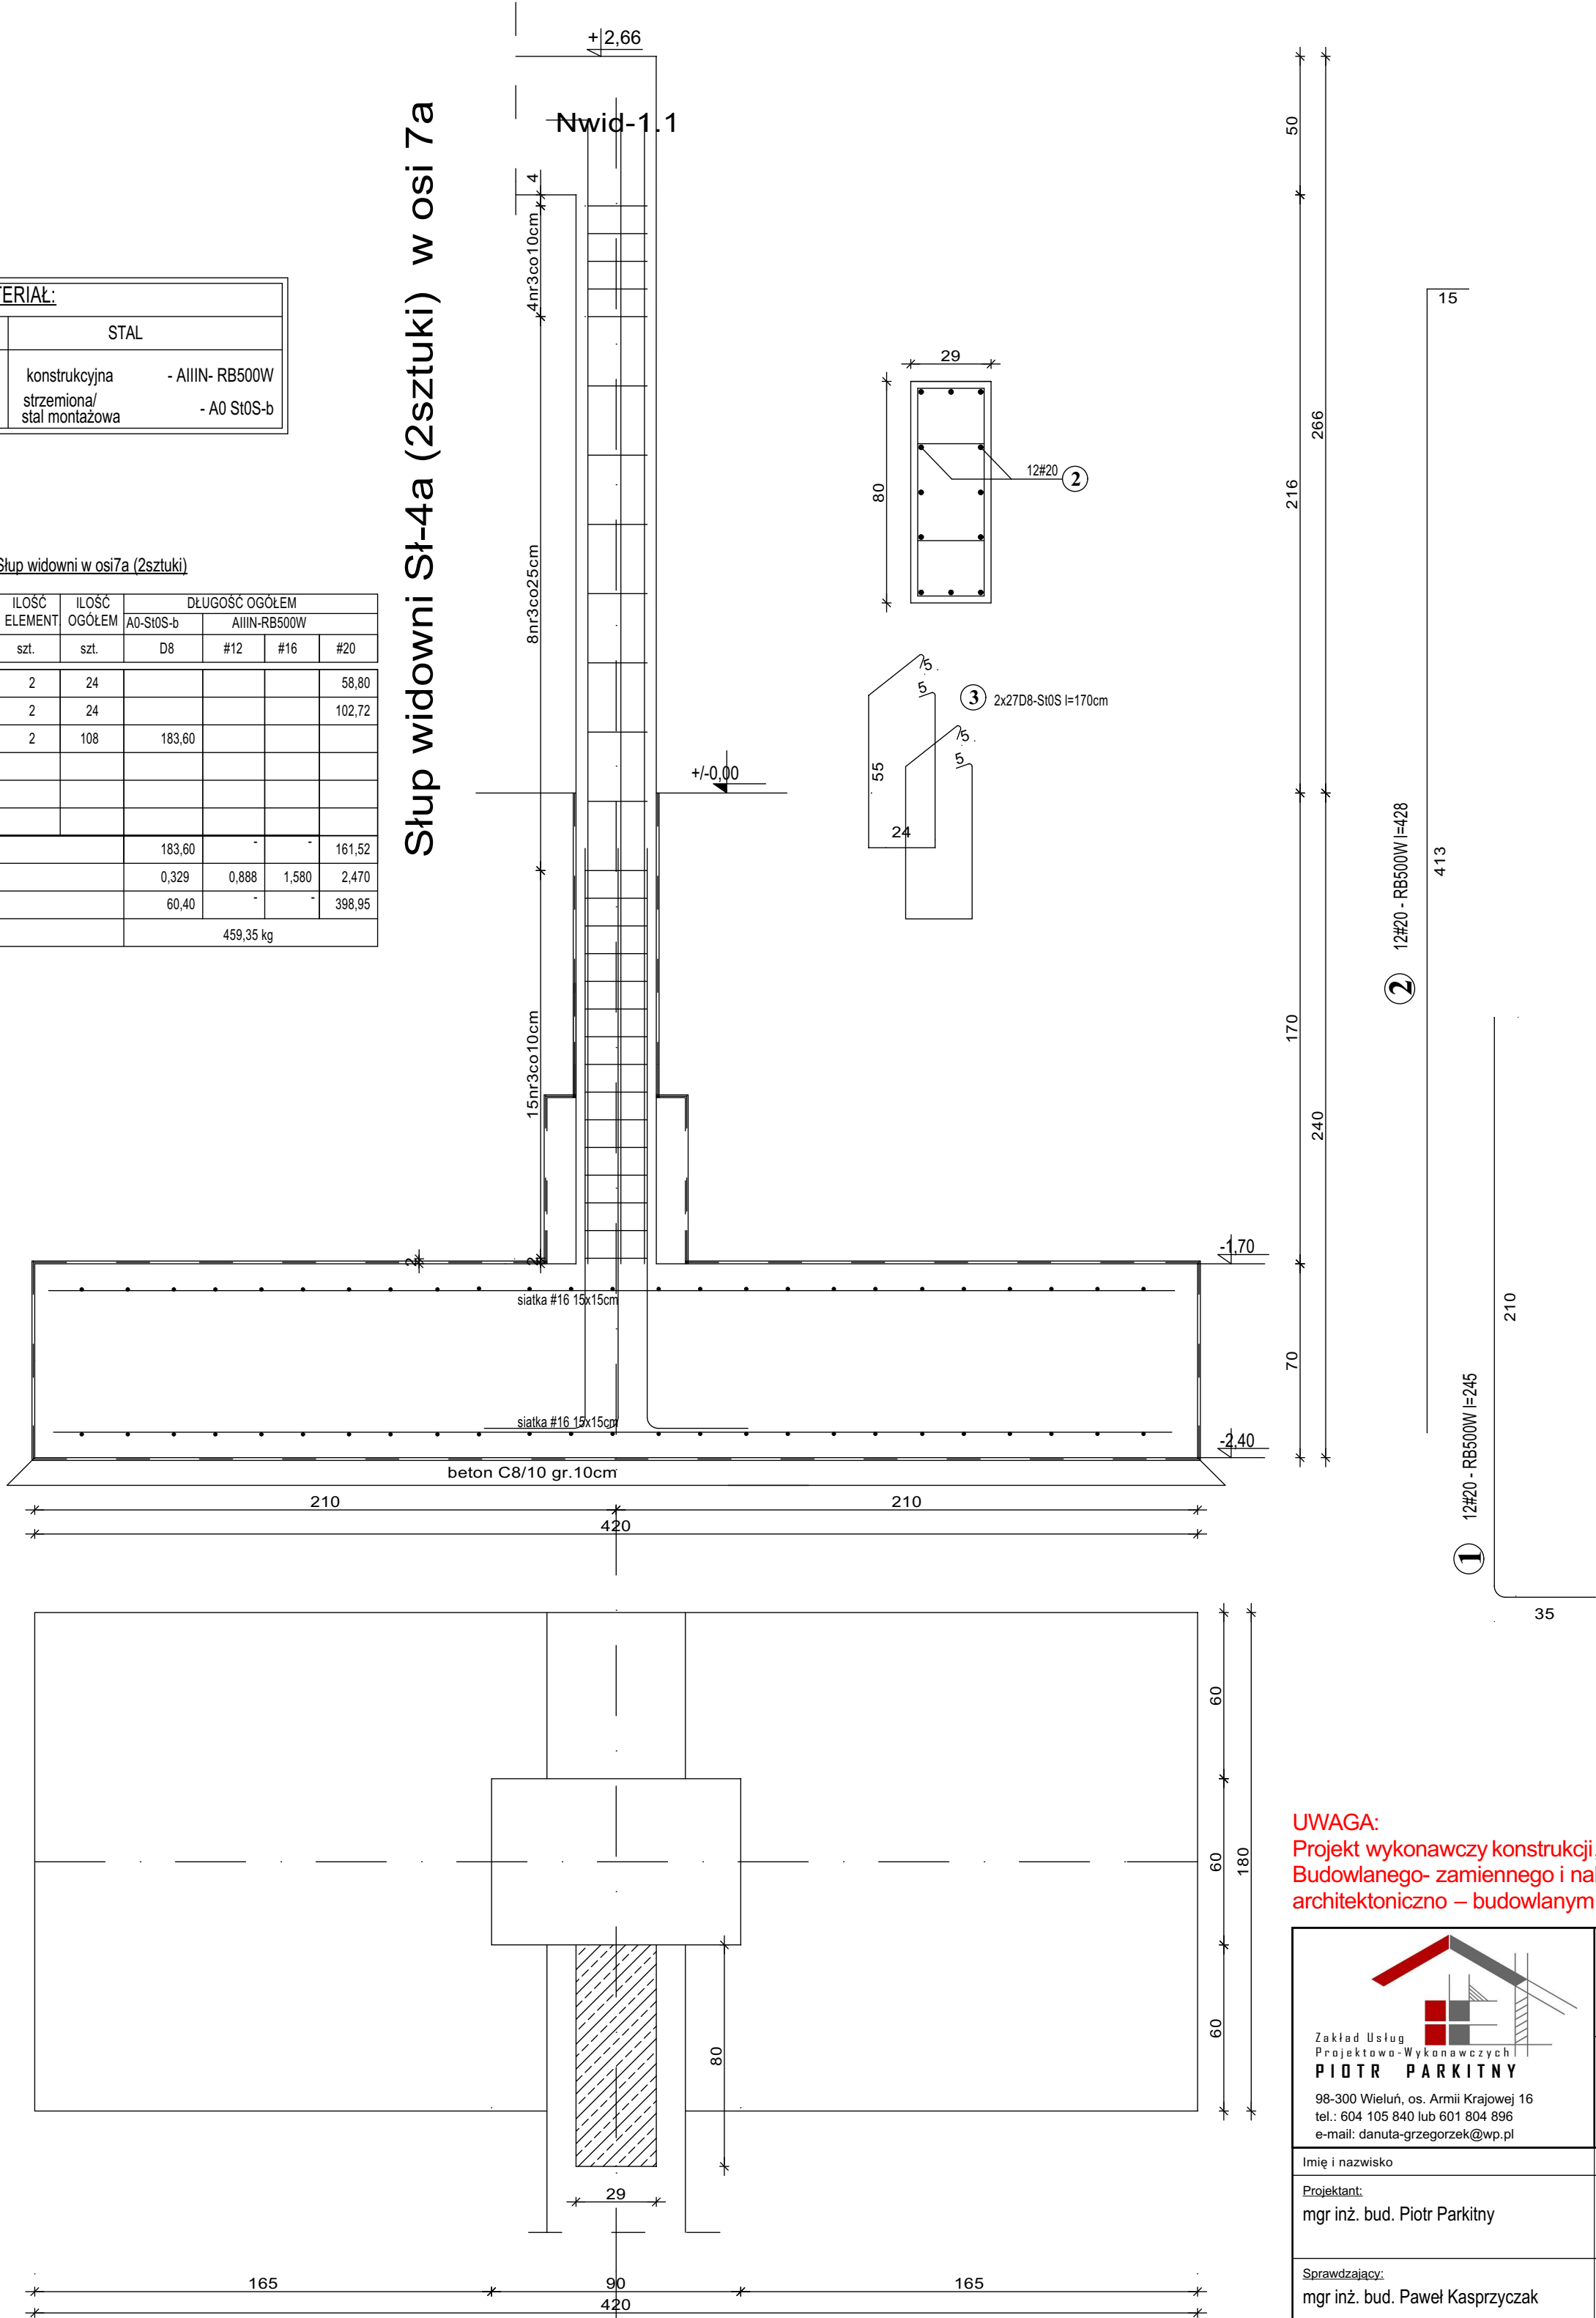 + 2,66
Nwid-1.1
Słup widowni Sł-4a (2sztuki) w osi 7a
4
4nr3co10cm
8nr3co25cm
15nr3co10cm
2
2
STAL
konstrukcyjna - AIIIN- RB500W
strzemiona/
stal montażowa - A0 St0S-b
Słup widowni w osi7a (2sztuki)
ILOŚĆ ILOŚĆ DŁUGOŚĆ OGÓŁEM
ELEMENT. OGÓŁEM A0-St0S-b AIIIN-RB500W
szt. szt. D8 #12 #16 #20
2 24 58,80
2 24 102,72
2 108 183,60
183,60 - - 161,52
0,329 0,888 1,580 2,470
60,40 - - 398,95
459,35 kg
29
80
12#20 2
5
5
5
5
55
24
3 2x27D8-St0S l=170cm
+/-0,00
50
216
266
170
240
70
15
413
2 12#20 - RB500W l=428
210
1 12#20 - RB500W l=245
35
-1,70
siatka #16 15x15cm
siatka #16 15x15cm
-2,40
beton C8/10 gr.10cm
210 210
420
60
60
60
180
80
29
165 90 165
420
UWAGA:
Projekt wykonawczy konstrukcji
Budowlanego- zamiennego i
architektoniczno – budowlanym
Zakład Usług
Projektowo-Wykonawczych
PIOTR PARKITNY
98-300 Wieluń, os. Armii Krajowej 16
tel.: 604 105 840 lub 601 804 896
e-mail: danuta-grzegorzek@wp.pl
Imię i nazwisko
Projektant:
mgr inż. bud. Piotr Parkitny
Sprawdzający:
mgr inż. bud. Paweł Kasprzyczak